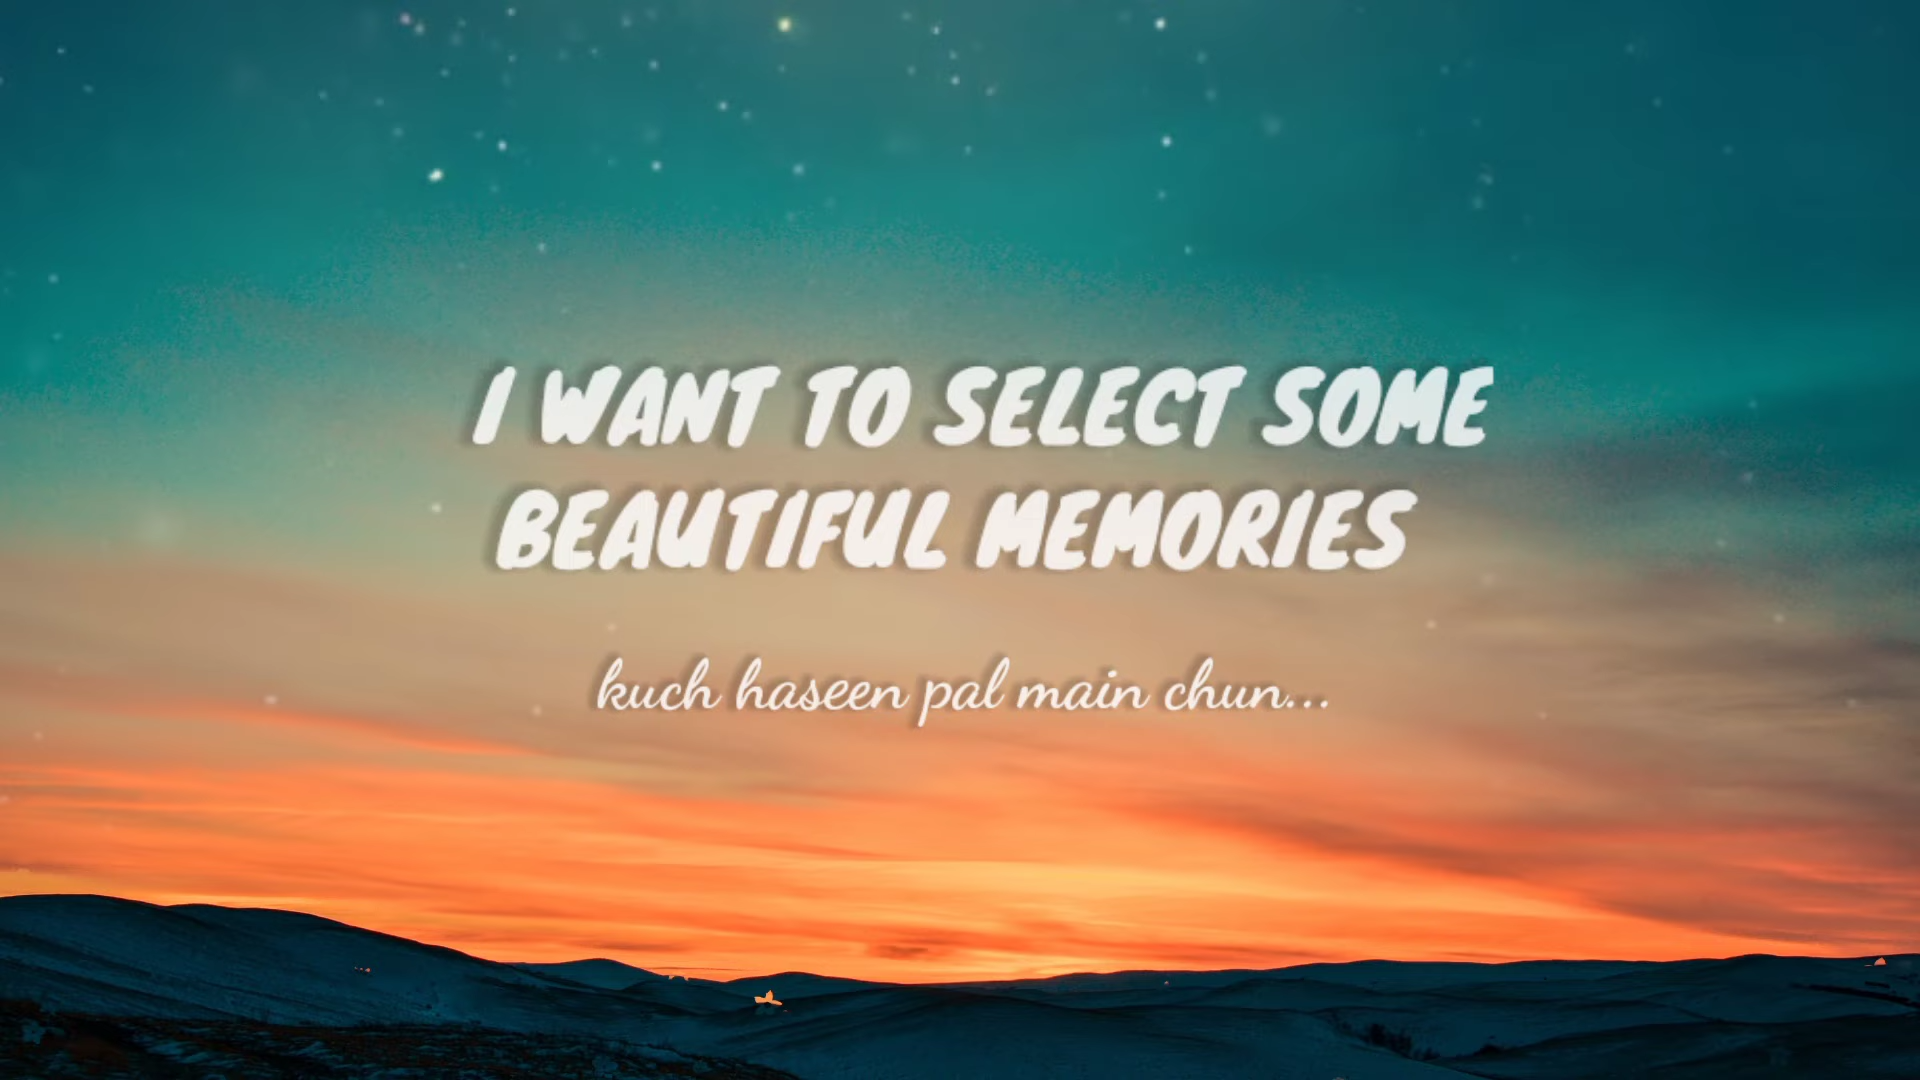 I WANT TO SELECT SOME
BEAUTIFUL MEMORIES
kuch haseen pal main chun...